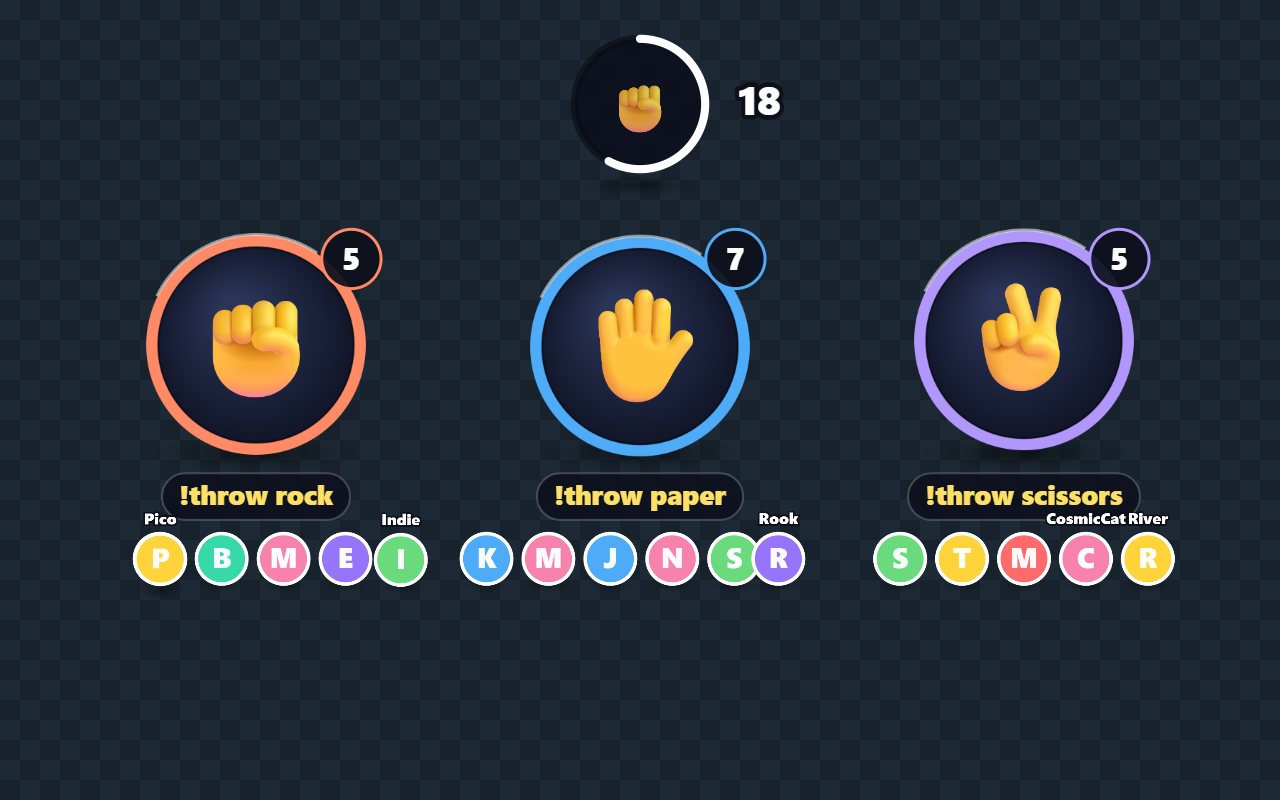 18
5
7
5
!throw rock
!throw paper
!throw scissors
Pico
Indie
Rook
CosmicCat
River
P B M E I
K M J N S R
S T M C R